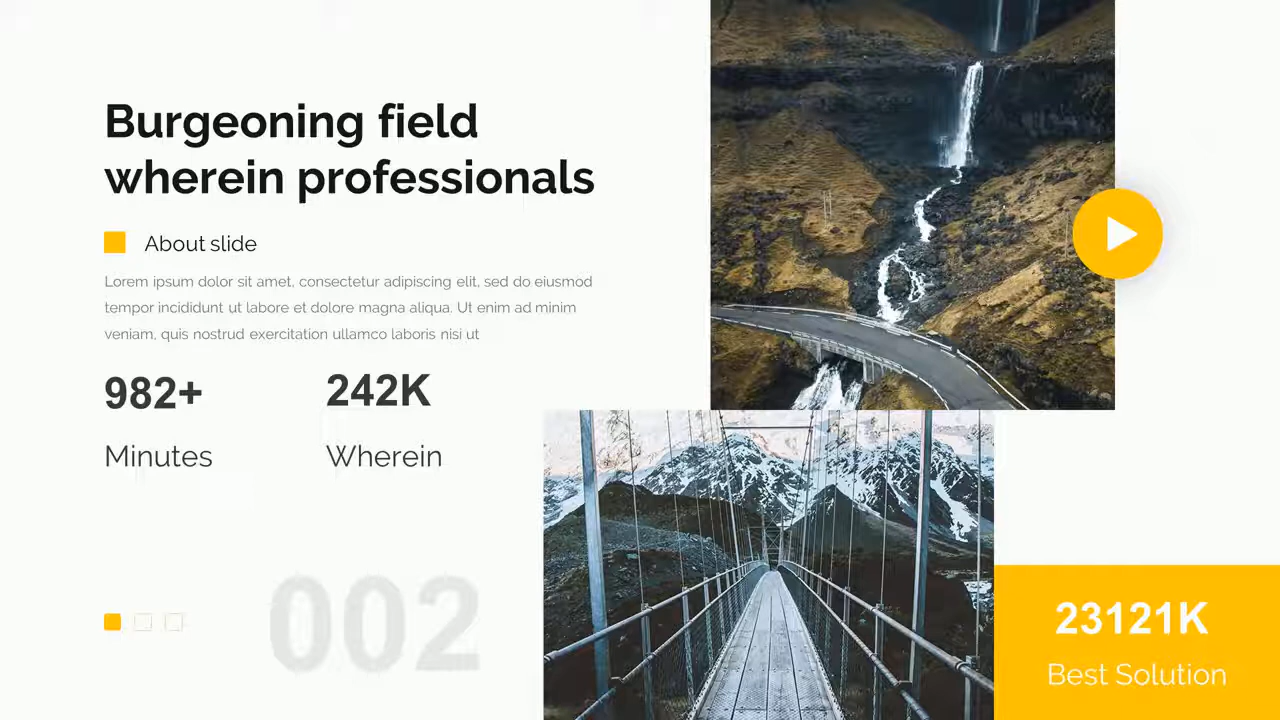 Burgeoning field
wherein professionals
About slide
Lorem ipsum dolor sit amet, consectetur adipiscing elit, sed do eiusmod
tempor incididunt ut labore et dolore magna aliqua. Ut enim ad minim
veniam, quis nostrud exercitation ullamco laboris nisi ut
982+
Minutes
242K
Wherein
002
23121K
Best Solution